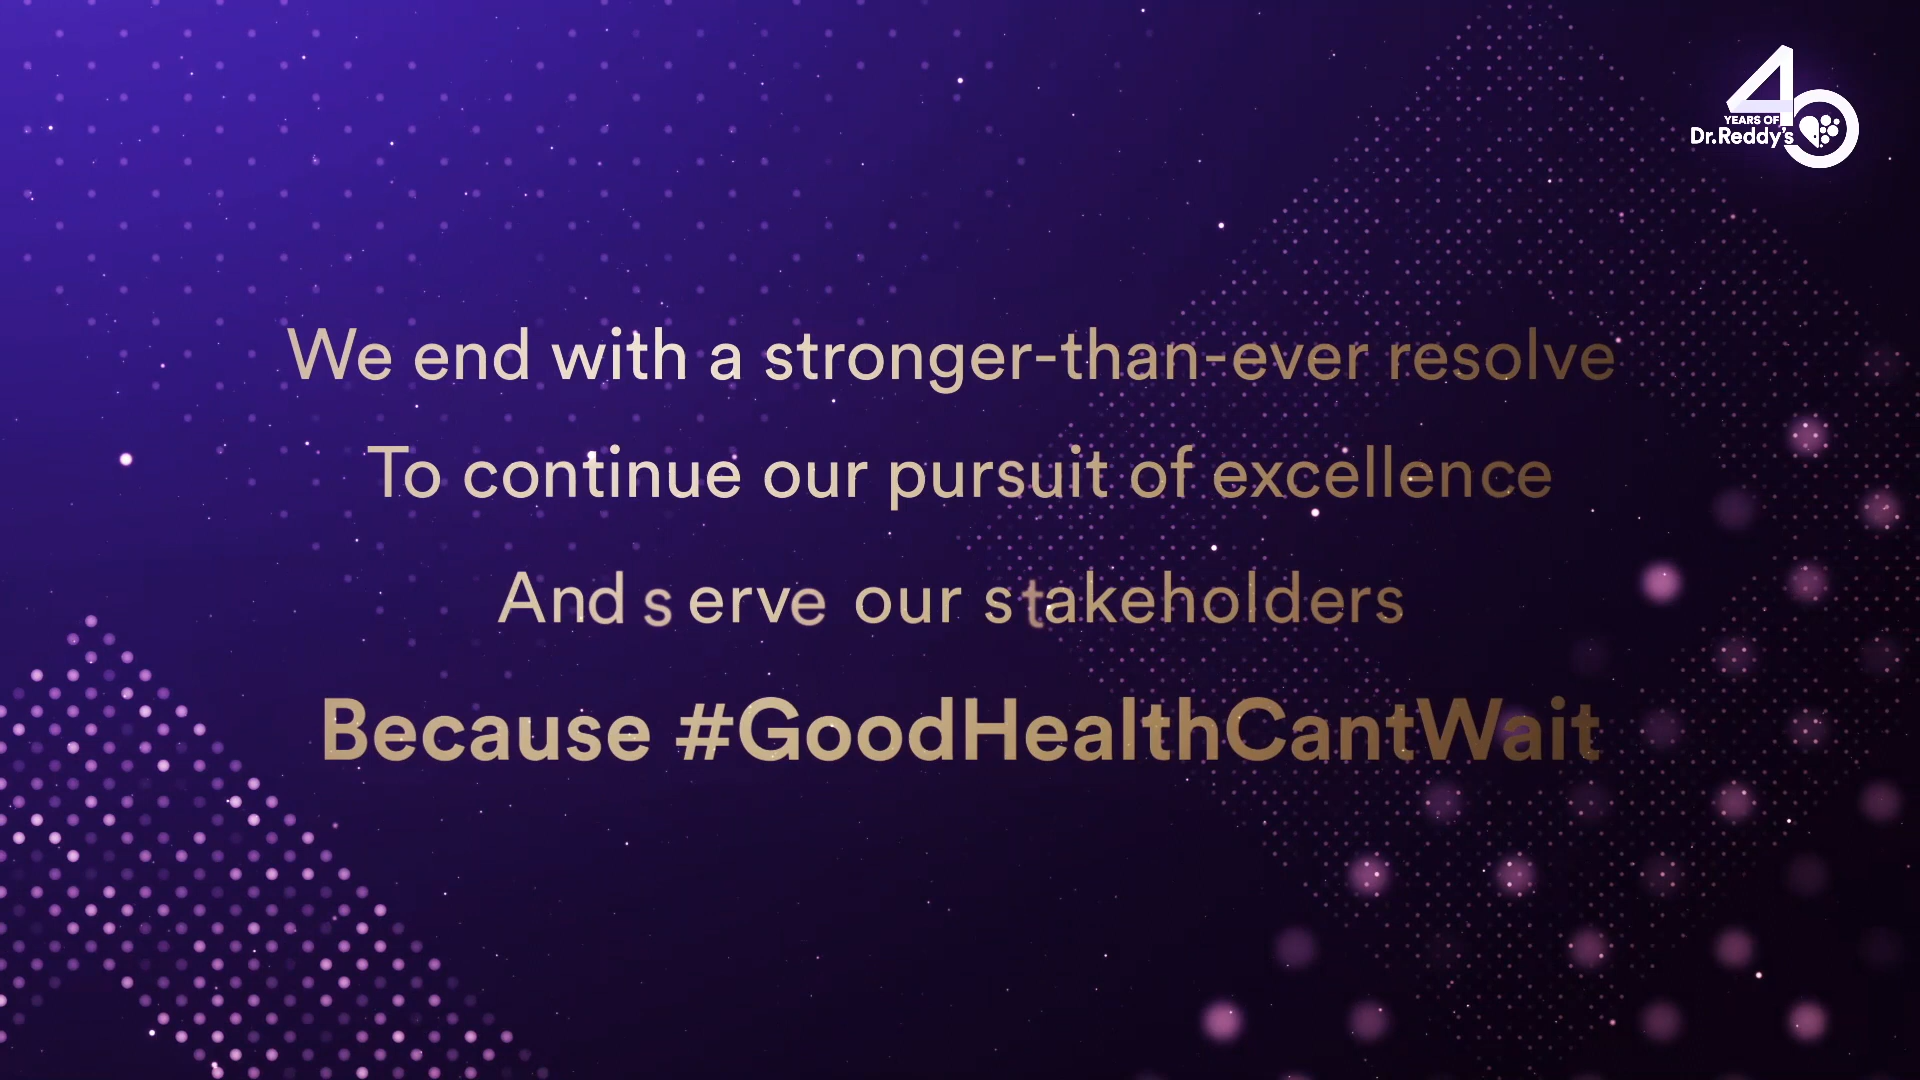 40
YEARS OF
Dr.Reddy's
We end with a stronger-than-ever resolve
To continue our pursuit of excellence
And serve our stakeholders
Because #GoodHealthCantWait